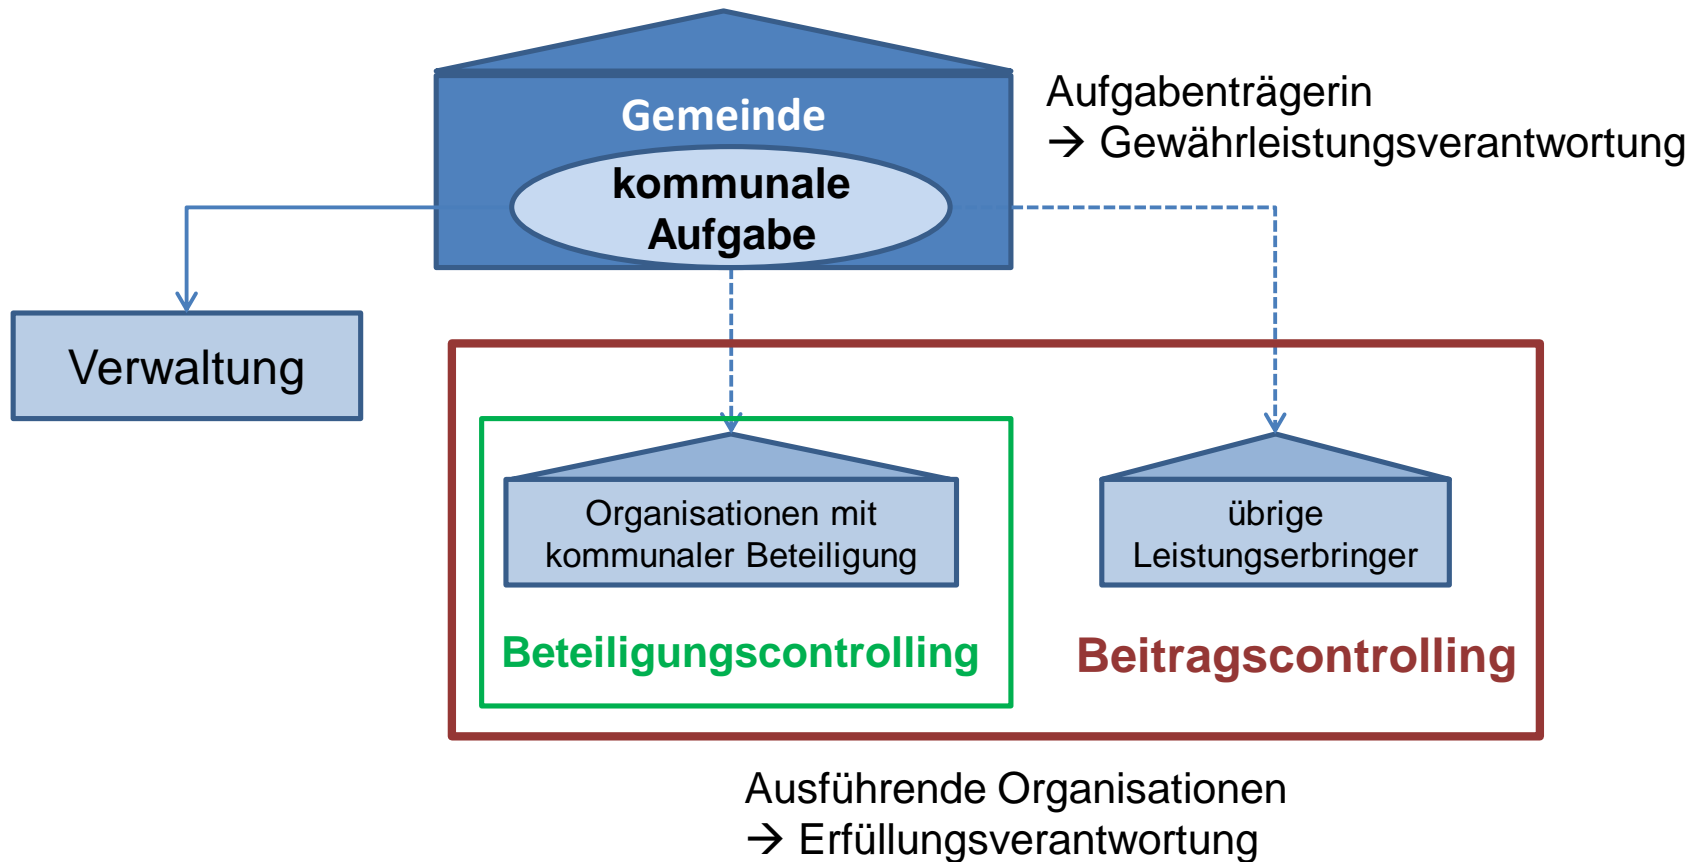 Gemeinde
kommunale
Aufgabe
Aufgabenträgerin
→ Gewährleistungsverantwortung
Verwaltung
Organisationen mit
kommunaler Beteiligung
übrige
Leistungserbringer
Beteiligungscontrolling
Beitragscontrolling
Ausführende Organisationen
→ Erfüllungsverantwortung